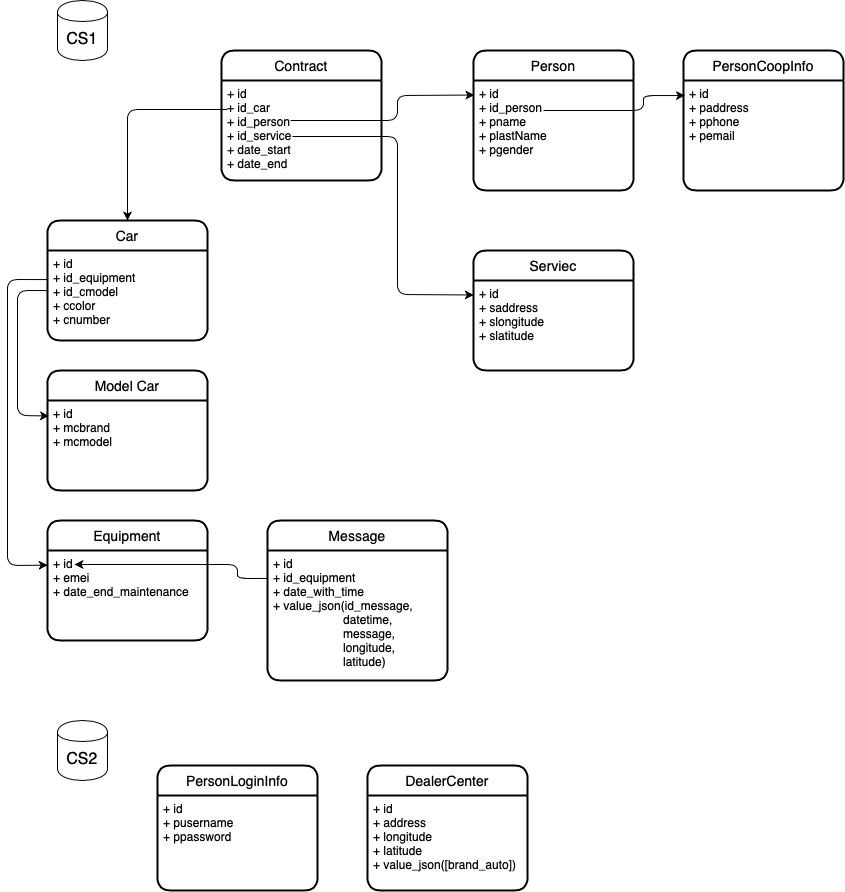 CS1
Contract
+ id
+ id_car
+ id_person
+ id_service
+ date_start
+ date_end
Person
+ id
+ id_person
+ pname
+ plastName
+ pgender
PersonCoopInfo
+ id
+ paddress
+ pphone
+ pemail
Car
+ id
+ id_equipment
+ id_cmodel
+ ccolor
+ cnumber
Serviec
+ id
+ saddress
+ slongitude
+ slatitude
Model Car
+ id
+ mcbrand
+ mcmodel
Equipment
+ id
+ emei
+ date_end_maintenance
Message
+ id
+ id_equipment
+ date_with_time
+ value_json(id_message,
datetime,
message,
longitude,
latitude)
CS2
PersonLoginInfo
+ id
+ pusername
+ ppassword
DealerCenter
+ id
+ address
+ longitude
+ latitude
+ value_json([brand_auto])